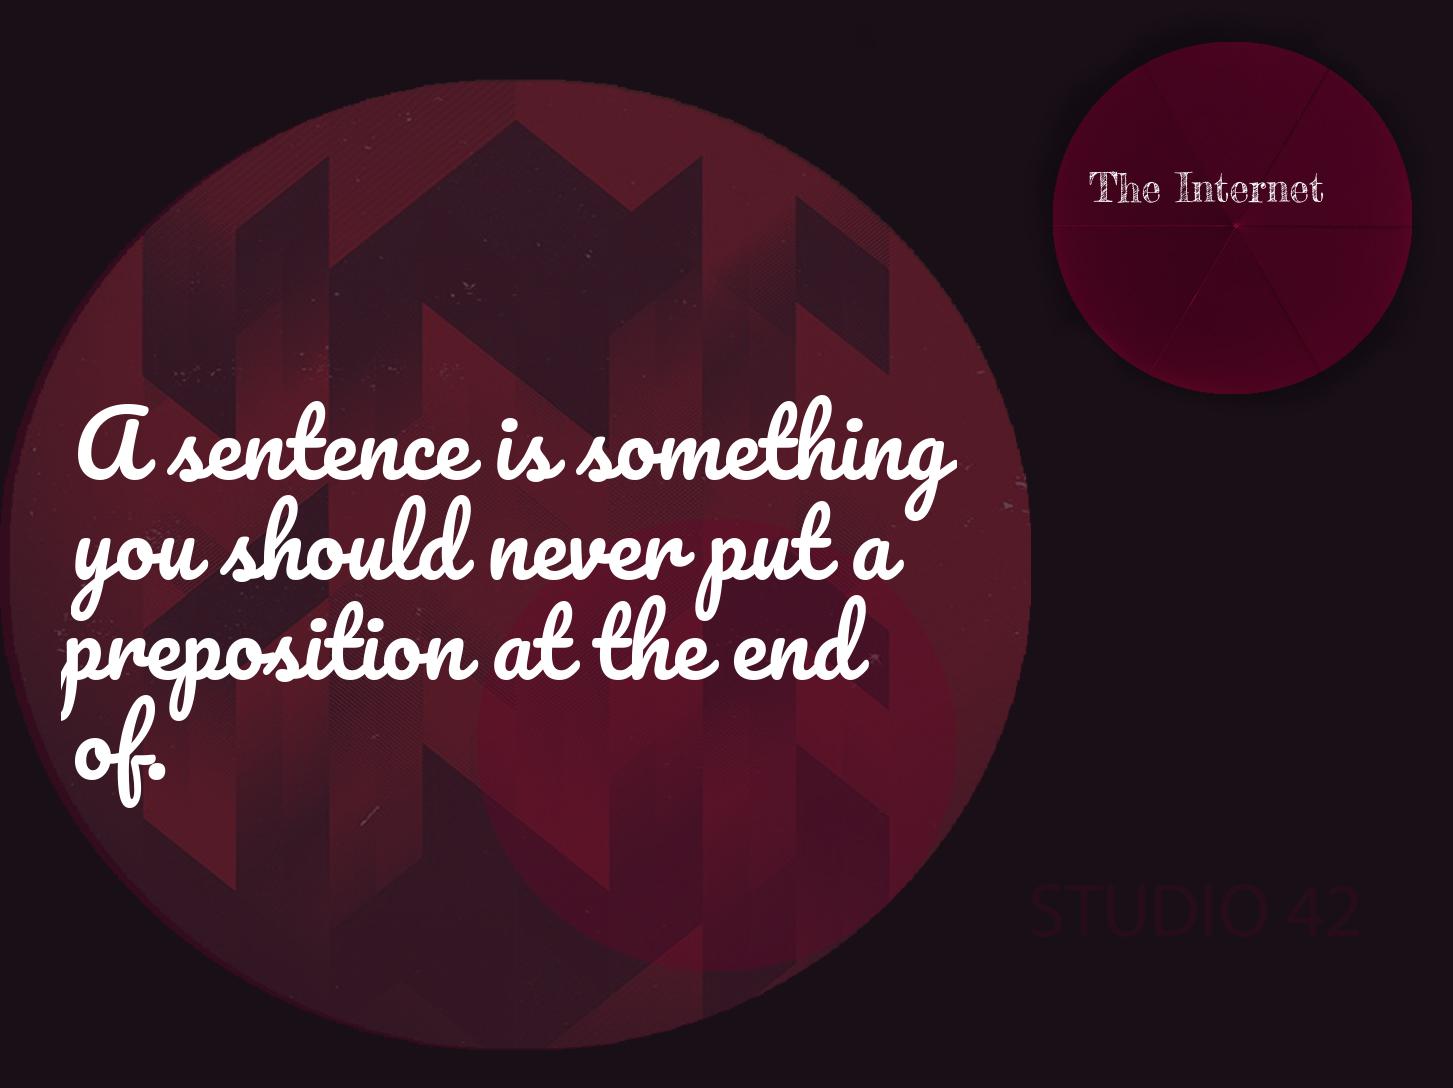 The Internet
A sentence is something
you should never put a
preposition at the end
of.
STUDIO 42